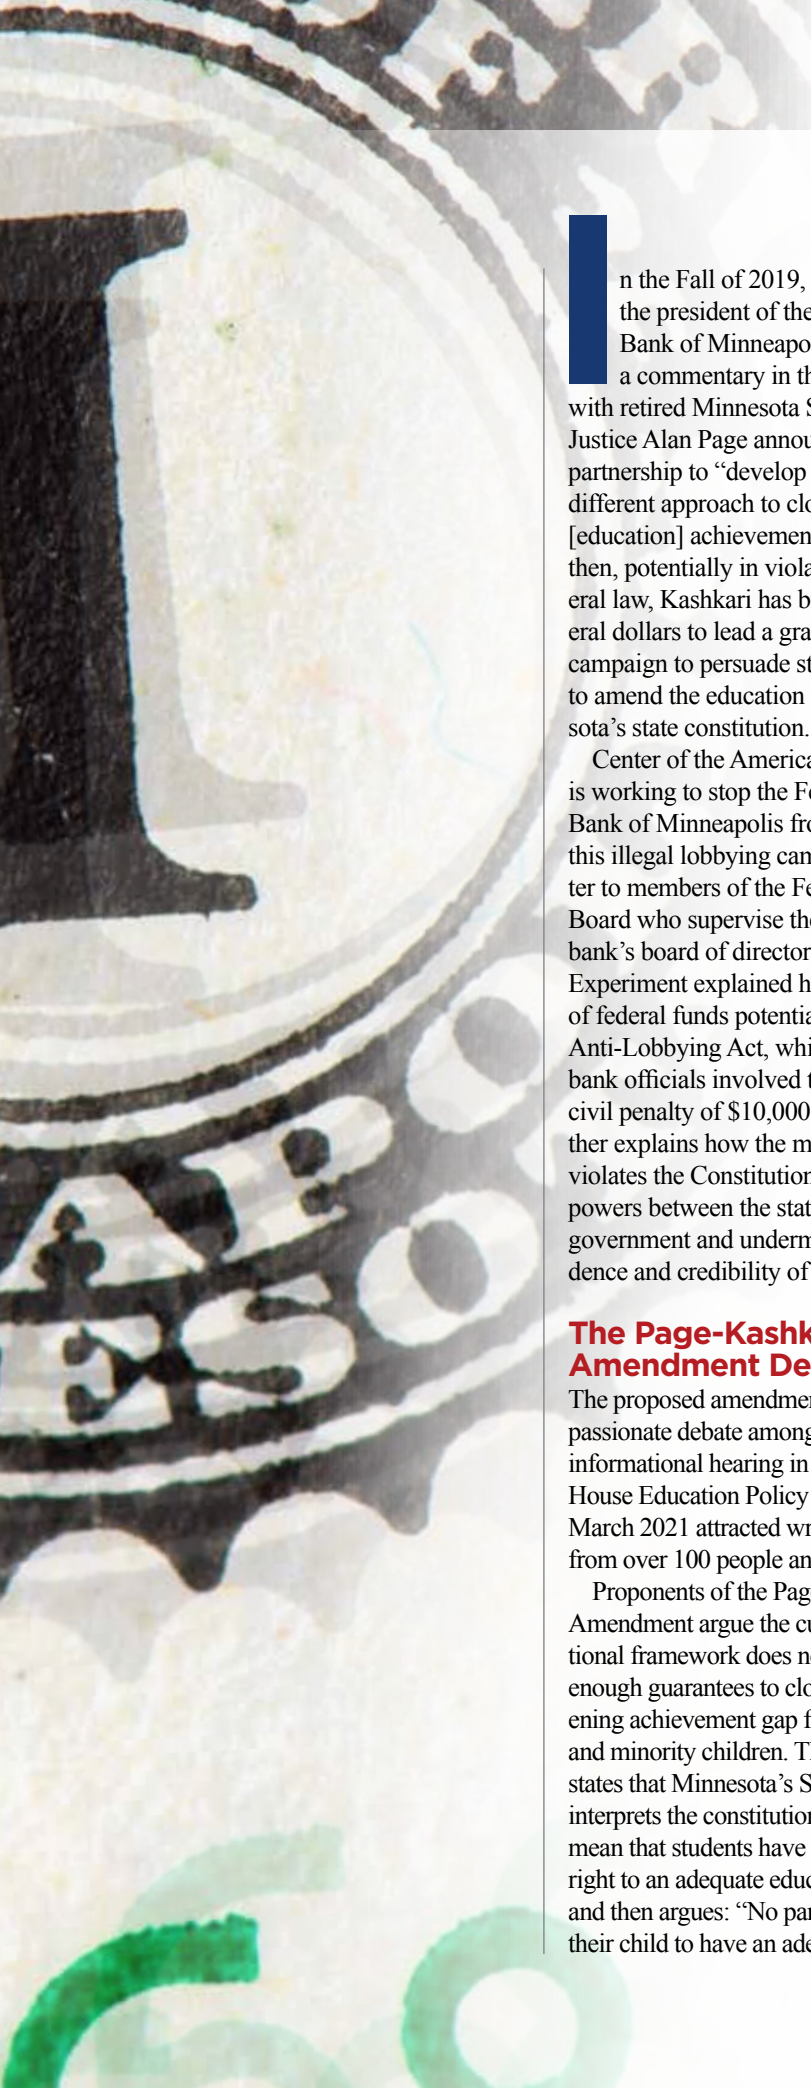 In the Fall of 2019,
the president of the
Bank of Minneapo
a commentary in th
with retired Minnesota S
Justice Alan Page annou
partnership to “develop
different approach to clo
[education] achievemen
then, potentially in viola
eral law, Kashkari has b
eral dollars to lead a gra
campaign to persuade st
to amend the education
sota’s state constitution.
Center of the America
is working to stop the Fe
Bank of Minneapolis fro
this illegal lobbying cam
ter to members of the Fe
Board who supervise the
bank’s board of director
Experiment explained h
of federal funds potentia
Anti-Lobbying Act, whi
bank officials involved t
civil penalty of $10,000
ther explains how the m
violates the Constitution
powers between the stat
government and underm
dence and credibility of
The Page-Kashk
Amendment De
The proposed amendmen
passionate debate among
informational hearing in
House Education Policy
March 2021 attracted wr
from over 100 people an
Proponents of the Pag
Amendment argue the cu
tional framework does n
enough guarantees to clo
ening achievement gap f
and minority children. Th
states that Minnesota’s S
interprets the constitution
mean that students have
right to an adequate educ
and then argues: “No par
their child to have an ade